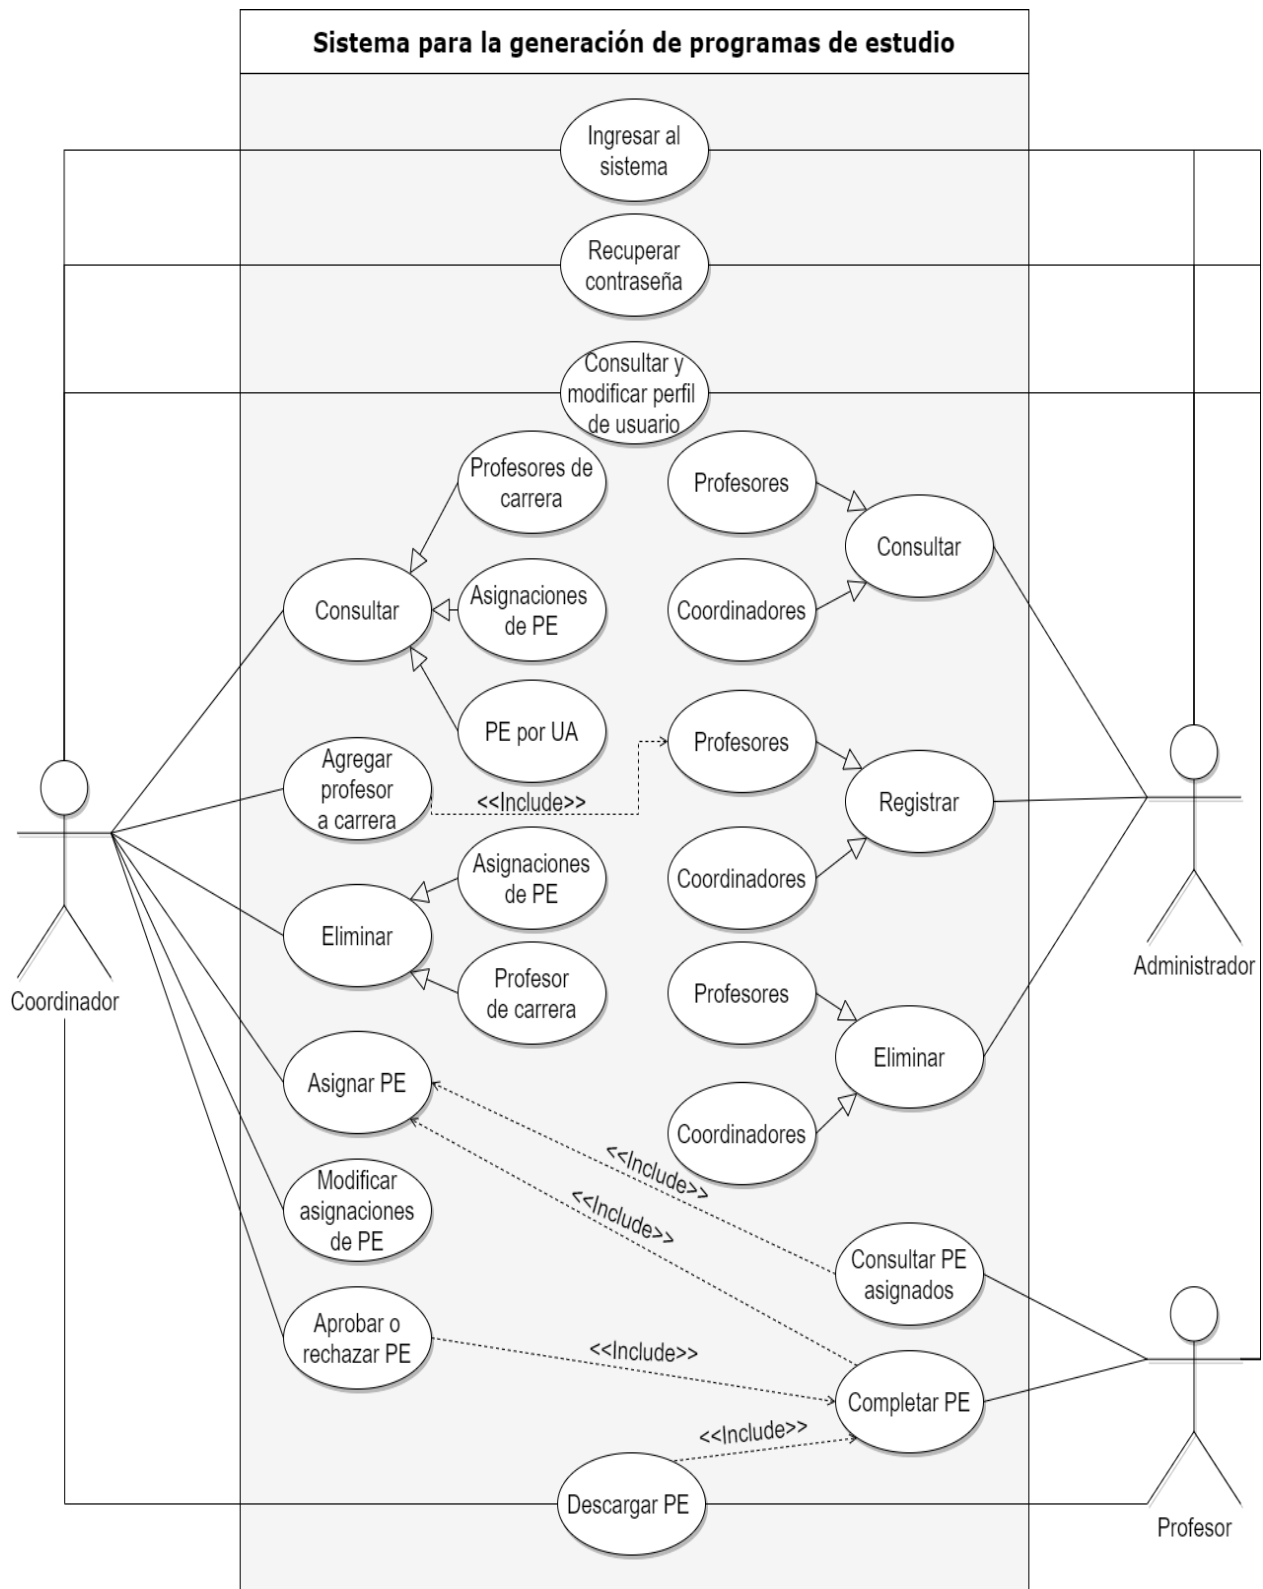 Sistema para la generación de programas de estudio
Ingresar al
sistema
Recuperar
contraseña
Consultar y
modificar perfil
de usuario
Profesores de
carrera
Profesores
Consultar
Consultar
Asignaciones
de PE
Coordinadores
PE por UA
Profesores
Agregar
profesor
a carrera
<<Include>>
Registrar
Asignaciones
de PE
Coordinadores
Eliminar
Profesor
de carrera
Profesores
Coordinador
Administrador
Eliminar
Asignar PE
Coordinadores
<<Include>>
<<Include>>
Modificar
asignaciones
de PE
Consultar PE
asignados
Aprobar o
rechazar PE
<<Include>>
Completar PE
<<Include>>
Descargar PE
Profesor